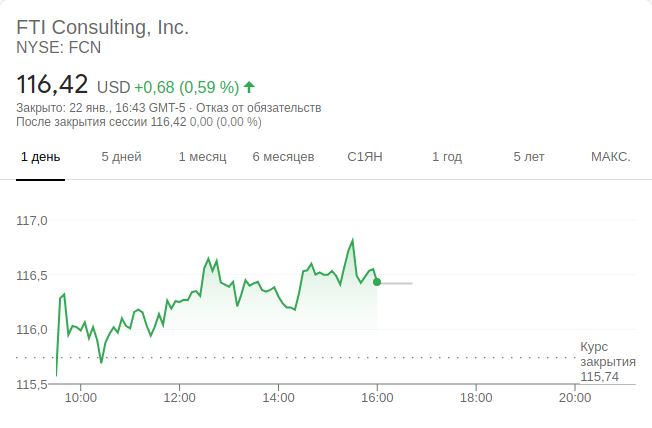 FTI Consulting, Inc.
NYSE: FCN
116,42 USD +0,68 (0,59 %)
Закрыто: 22 янв., 16:43 GMT-5 · Отказ от обязательств
После закрытия сессии 116,42 0,00 (0,00 %)
1 день 5 дней 1 месяц 6 месяцев С1ЯН 1 год 5 лет МАКС.
117,0
116,5
116,0
Курс
закрытия
115,74
115,5
10:00 12:00 14:00 16:00 18:00 20:00